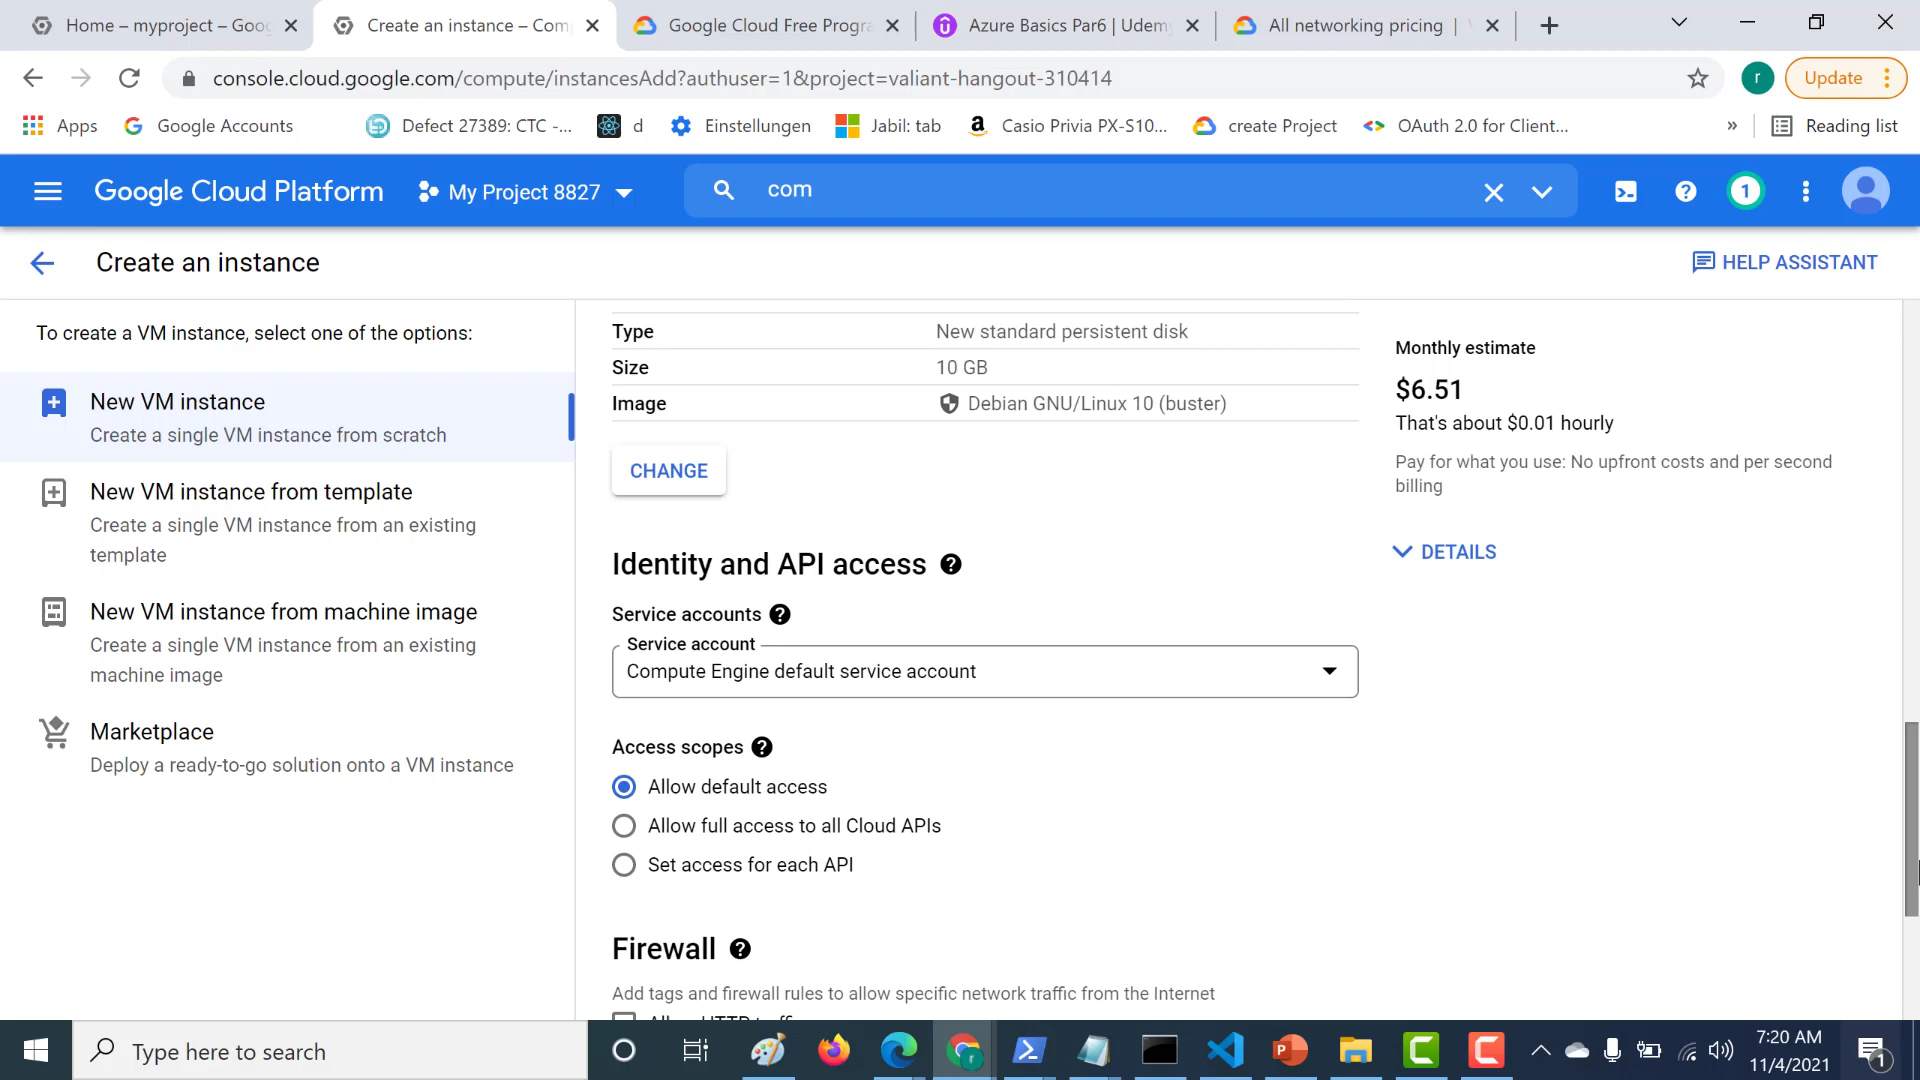 Home – myproject – Goog
Create an instance – Comp
Google Cloud Free Progra
Azure Basics Par6 | Udemy
All networking pricing |
console.cloud.google.com/compute/instancesAdd?authuser=1&project=valiant-hangout-310414
r
Update
Apps
Google Accounts
Defect 27389: CTC -...
d
Einstellungen
Jabil: tab
Casio Privia PX-S10...
create Project
OAuth 2.0 for Client...
»
Reading list
Google Cloud Platform
My Project 8827
com
1
Create an instance
HELP ASSISTANT
To create a VM instance, select one of the options:
New VM instance
Create a single VM instance from scratch
New VM instance from template
Create a single VM instance from an existing
template
New VM instance from machine image
Create a single VM instance from an existing
machine image
Marketplace
Deploy a ready-to-go solution onto a VM instance
Type New standard persistent disk
Size 10 GB
Image Debian GNU/Linux 10 (buster)
CHANGE
Identity and API access
Service accounts
Service account
Compute Engine default service account
Access scopes
Allow default access
Allow full access to all Cloud APIs
Set access for each API
Firewall
Add tags and firewall rules to allow specific network traffic from the Internet
Monthly estimate
$6.51
That's about $0.01 hourly
Pay for what you use: No upfront costs and per second
billing
DETAILS
Type here to search
7:20 AM
11/4/2021
1